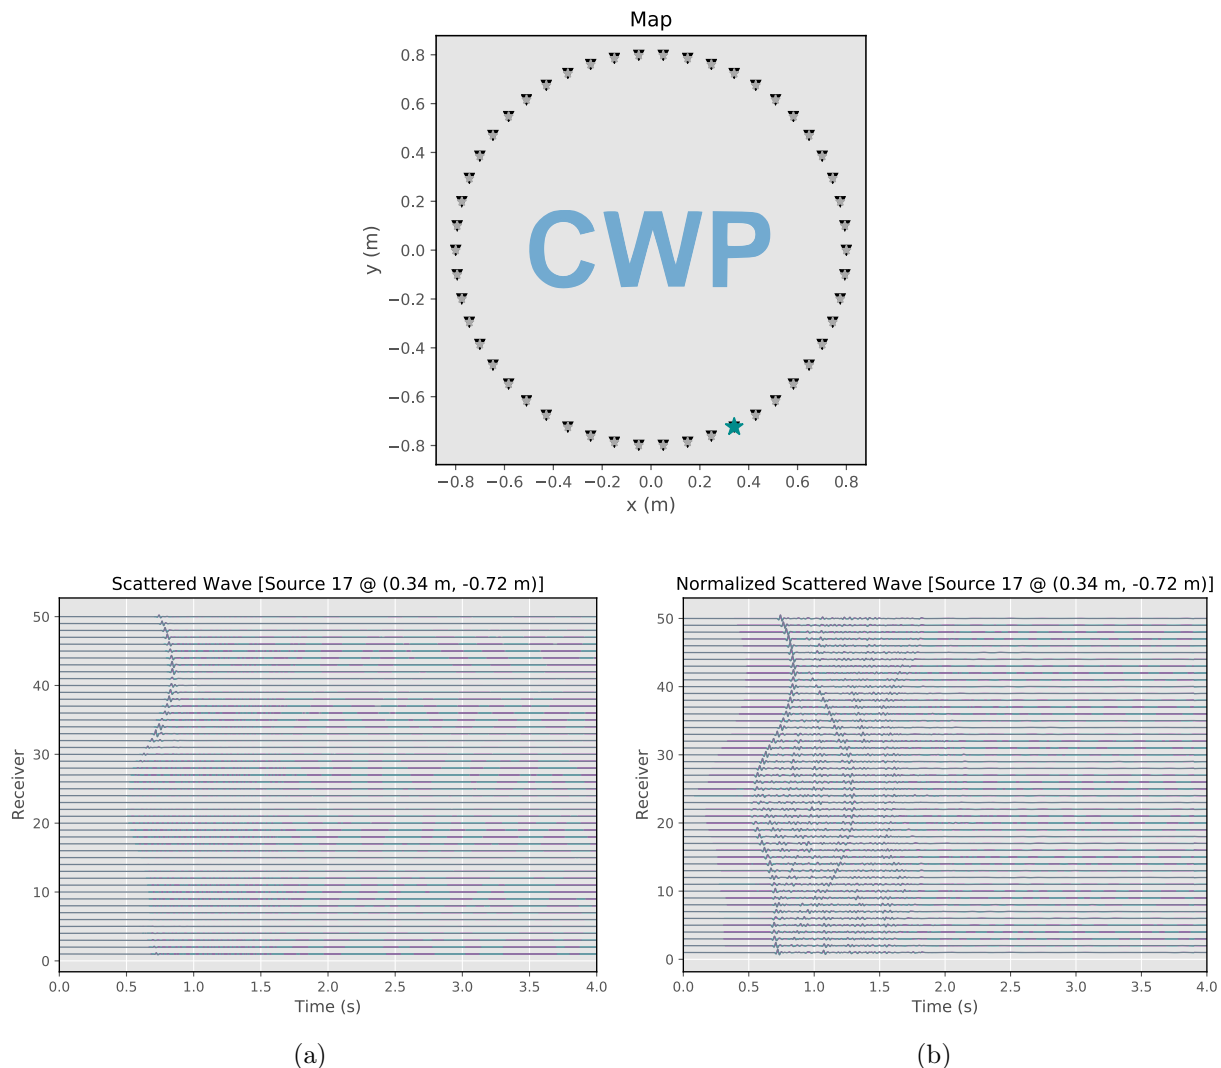 Map
0.8
0.6
0.4
0.2
0.0
−0.2
−0.4
−0.6
−0.8
y (m)
CWP
−0.8 −0.6 −0.4 −0.2 0.0 0.2 0.4 0.6 0.8
x (m)
Scattered Wave [Source 17 @ (0.34 m, -0.72 m)]
50
40
30
20
10
0
Receiver
0.0 0.5 1.0 1.5 2.0 2.5 3.0 3.5 4.0
Time (s)
(a)
Normalized Scattered Wave [Source 17 @ (0.34 m, -0.72 m)]
50
40
30
20
10
0
Receiver
0.0 0.5 1.0 1.5 2.0 2.5 3.0 3.5 4.0
Time (s)
(b)